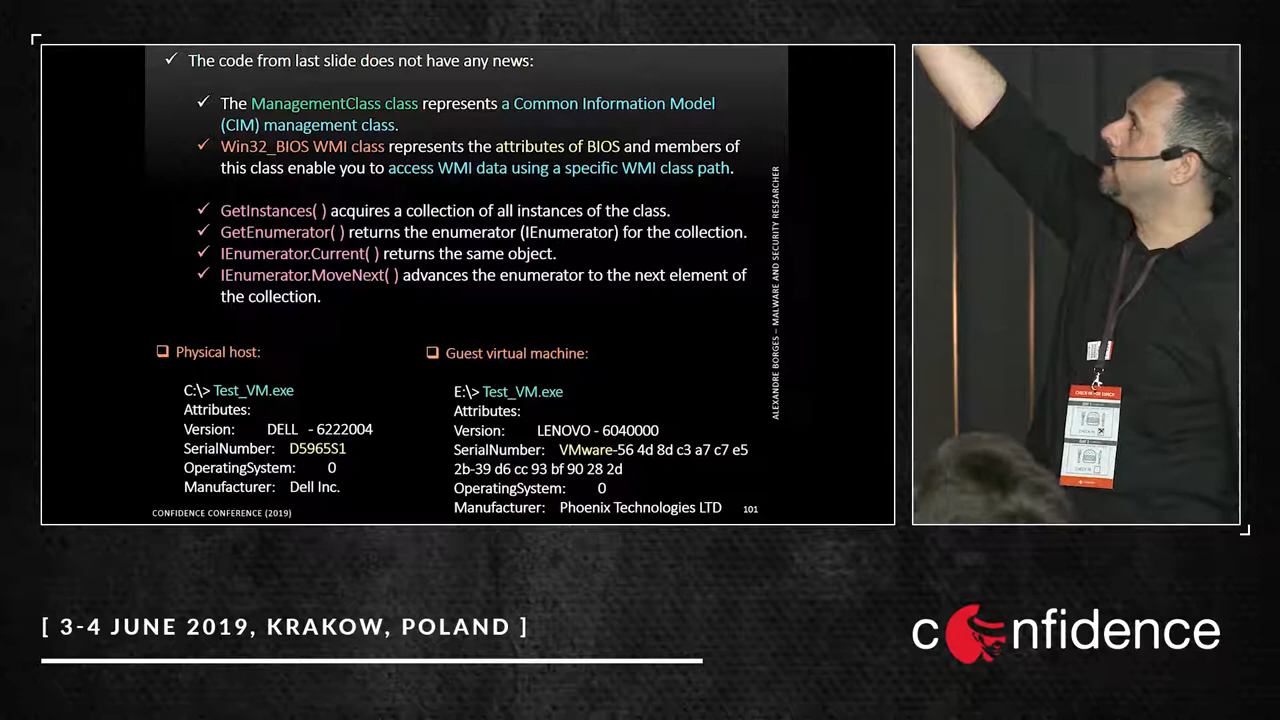 The code from last slide does not have any news:
The ManagementClass class represents a Common Information Model
(CIM) management class.
Win32_BIOS WMI class represents the attributes of BIOS and members of
this class enable you to access WMI data using a specific WMI class path.
GetInstances( ) acquires a collection of all instances of the class.
GetEnumerator( ) returns the enumerator (IEnumerator) for the collection.
IEnumerator.Current( ) returns the same object.
IEnumerator.MoveNext( ) advances the enumerator to the next element of
the collection.
Physical host:
C:\> Test_VM.exe
Attributes:
Version: DELL - 6222004
SerialNumber: D5965S1
OperatingSystem: 0
Manufacturer: Dell Inc.
Guest virtual machine:
E:\> Test_VM.exe
Attributes:
Version: LENOVO - 6040000
SerialNumber: VMware-56 4d 8d c3 a7 c7 e5
2b-39 d6 cc 93 bf 90 28 2d
OperatingSystem: 0
Manufacturer: Phoenix Technologies LTD
CONFIDENCE CONFERENCE (2019)
101
ALEXANDRE BORGES – MALWARE AND SECURITY RESEARCHER
[ 3-4 JUNE 2019, KRAKOW, POLAND ]
confidence